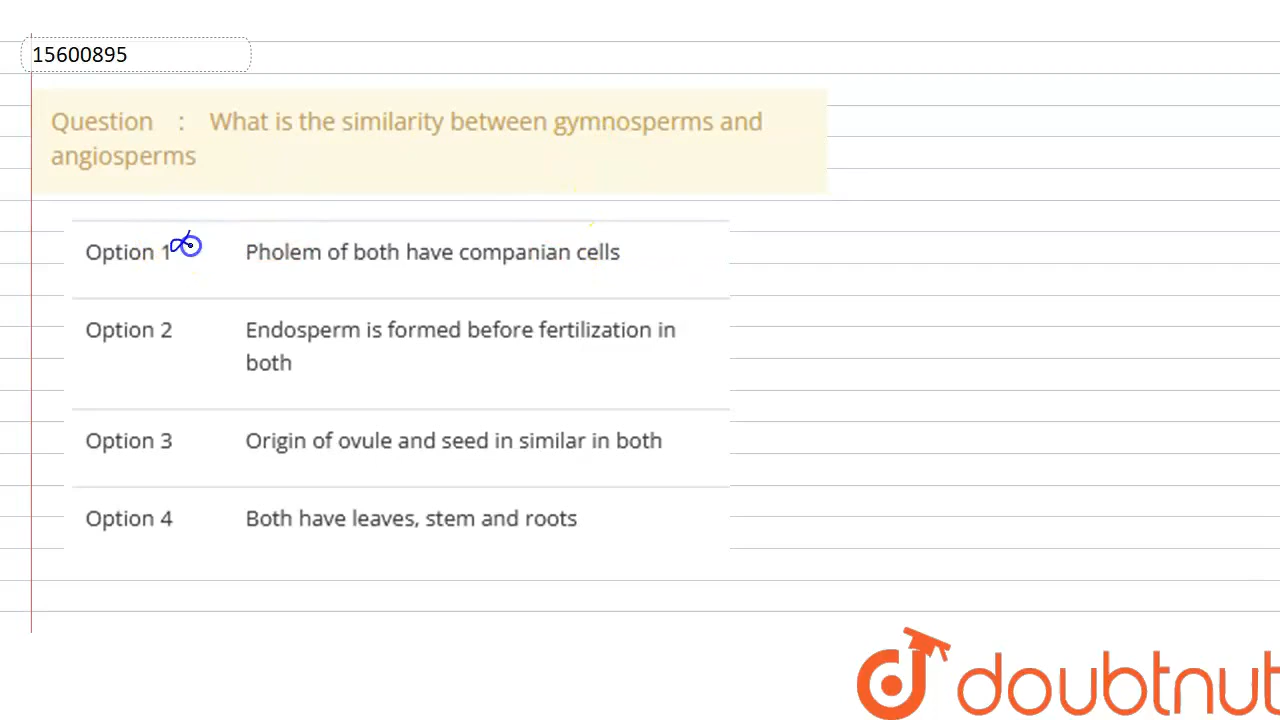 15600895
Question : What is the similarity between gymnosperms and
angiosperms
Option 1 Pholem of both have companian cells
Option 2 Endosperm is formed before fertilization in
both
Option 3 Origin of ovule and seed in similar in both
Option 4 Both have leaves, stem and roots
doubtnut